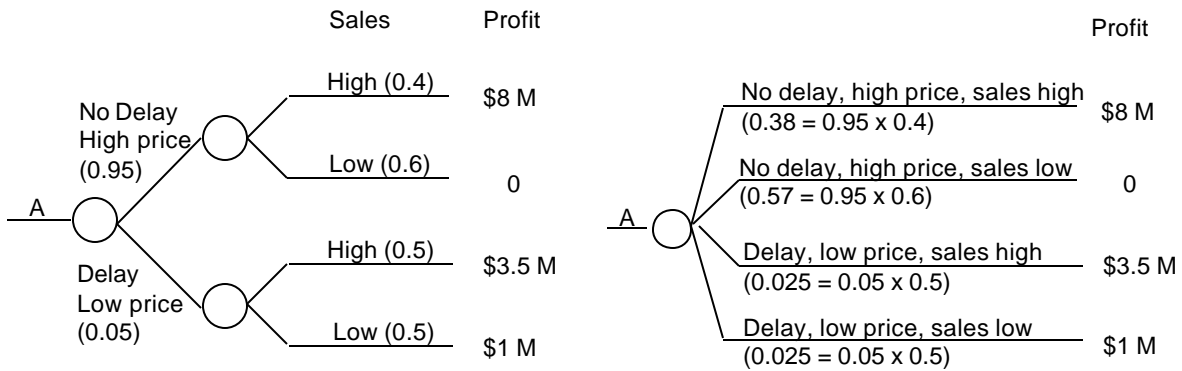 Sales
Profit
High (0.4)
$8 M
No Delay
High price
(0.95)
Low (0.6)
0
A
High (0.5)
$3.5 M
Delay
Low price
(0.05)
Low (0.5)
$1 M
Profit
No delay, high price, sales high
(0.38 = 0.95 x 0.4)
$8 M
No delay, high price, sales low
(0.57 = 0.95 x 0.6)
0
A
Delay, low price, sales high
(0.025 = 0.05 x 0.5)
$3.5 M
Delay, low price, sales low
(0.025 = 0.05 x 0.5)
$1 M